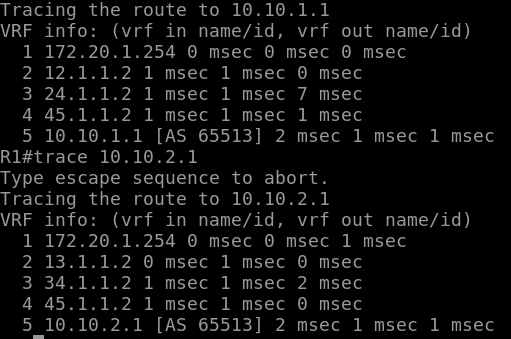 Tracing the route to 10.10.1.1
VRF info: (vrf in name/id, vrf out name/id)
1 172.20.1.254 0 msec 0 msec 0 msec
2 12.1.1.2 1 msec 1 msec 0 msec
3 24.1.1.2 1 msec 1 msec 7 msec
4 45.1.1.2 1 msec 1 msec 1 msec
5 10.10.1.1 [AS 65513] 2 msec 1 msec 1 msec
R1#trace 10.10.2.1
Type escape sequence to abort.
Tracing the route to 10.10.2.1
VRF info: (vrf in name/id, vrf out name/id)
1 172.20.1.254 0 msec 0 msec 1 msec
2 13.1.1.2 0 msec 1 msec 0 msec
3 34.1.1.2 1 msec 1 msec 2 msec
4 45.1.1.2 1 msec 1 msec 0 msec
5 10.10.2.1 [AS 65513] 2 msec 1 msec 1 msec